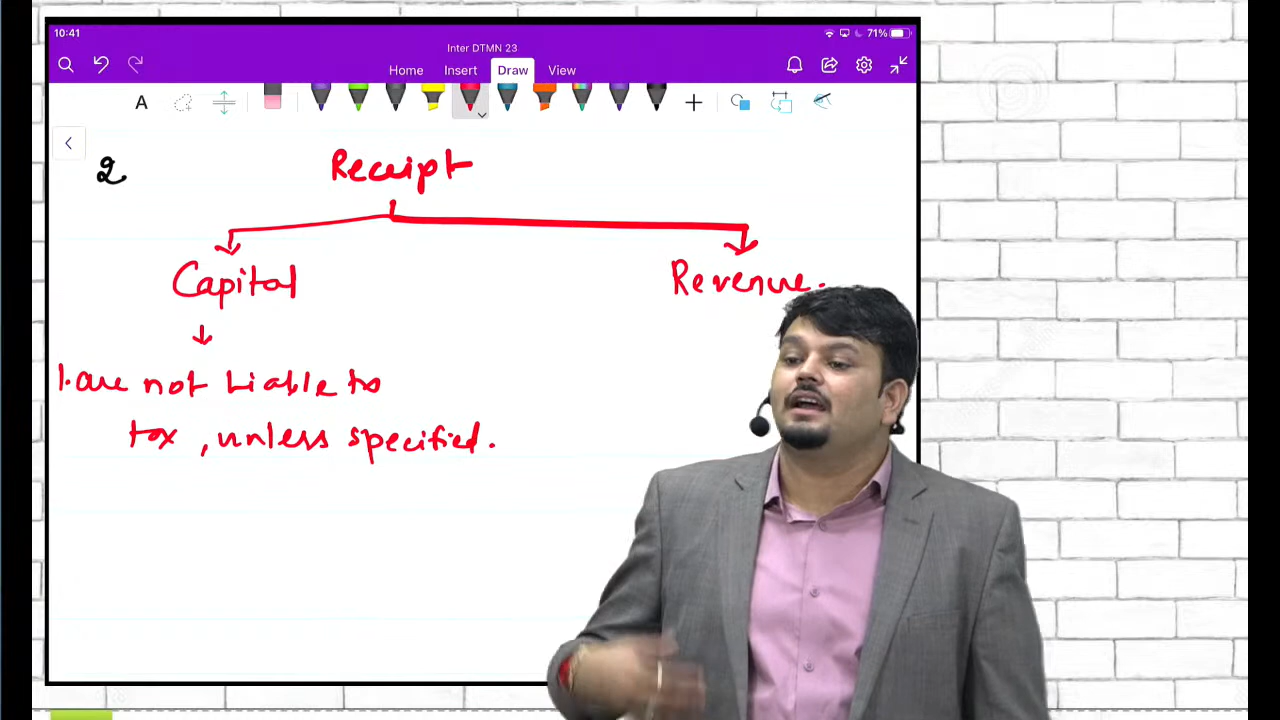 10:41
71%
Inter DTMN 23
Home Insert Draw View
A
2
Receipt
Capital Revenue.
1. are not liable to
tax, unless specified.